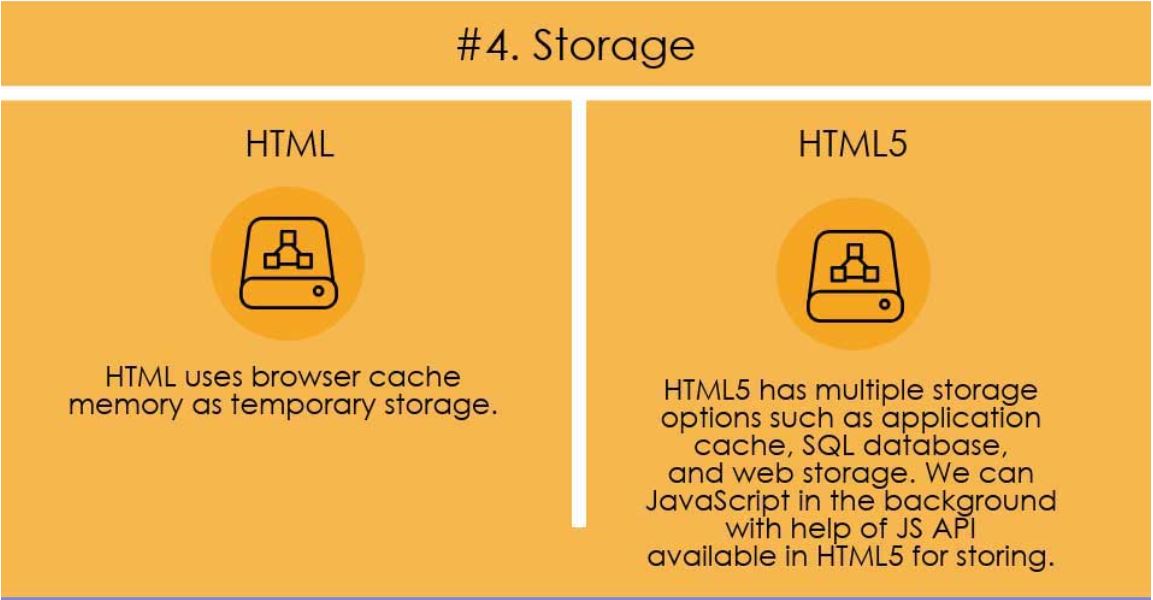 #4. Storage
HTML
HTML uses browser cache
memory as temporary storage.
HTML5
HTML5 has multiple storage
options such as application
cache, SQL database,
and web storage. We can
JavaScript in the background
with help of JS API
available in HTML5 for storing.